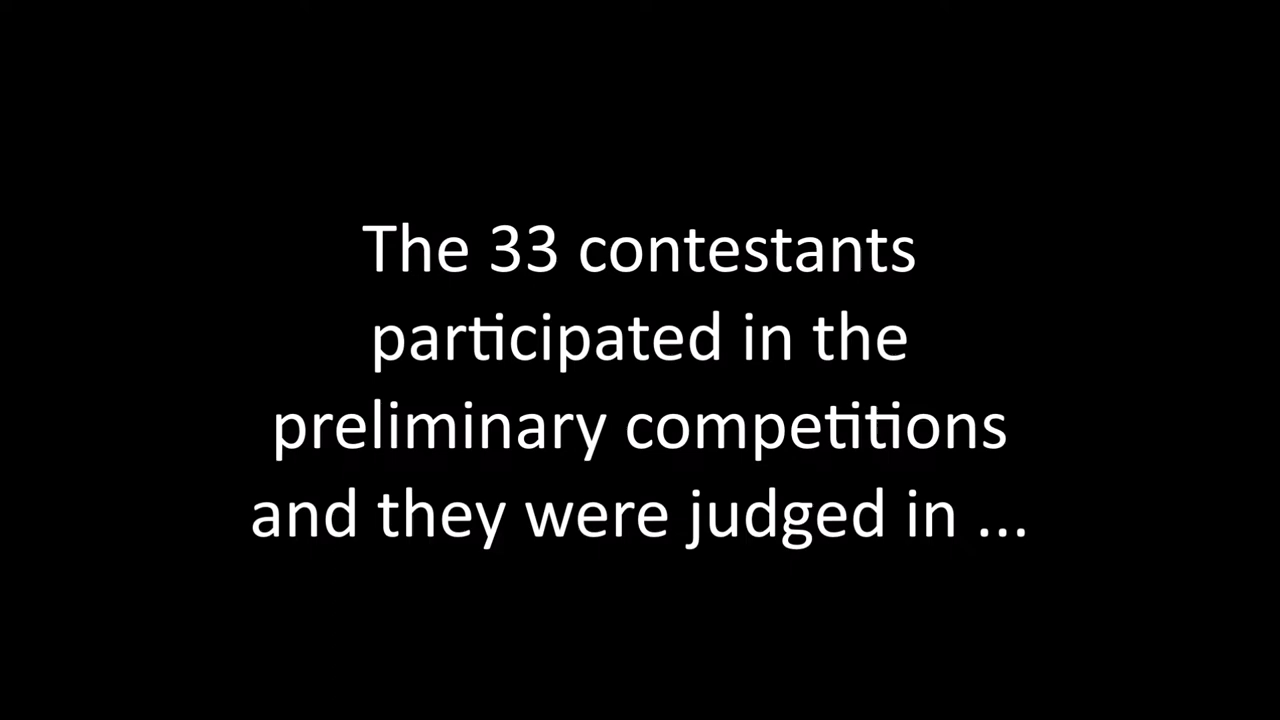 The 33 contestants
participated in the
preliminary competitions
and they were judged in ...